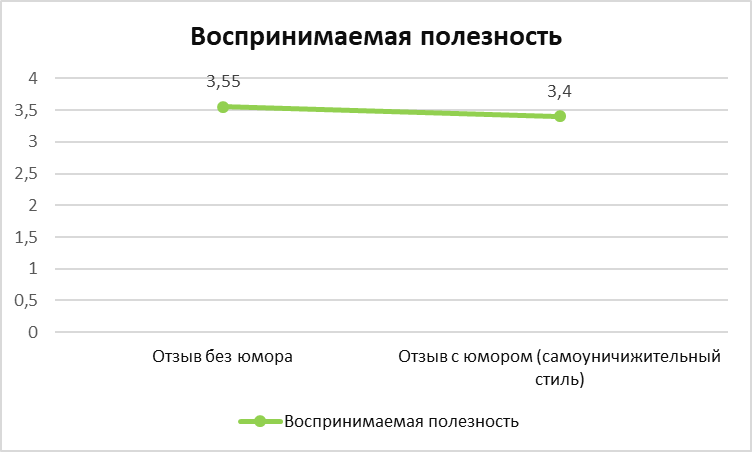 Воспринимаемая полезность
4
3,5
3
2,5
2
1,5
1
0,5
0
3,55
3,4
Отзыв без юмора
Отзыв с юмором (самоуничижительный
стиль)
Воспринимаемая полезность